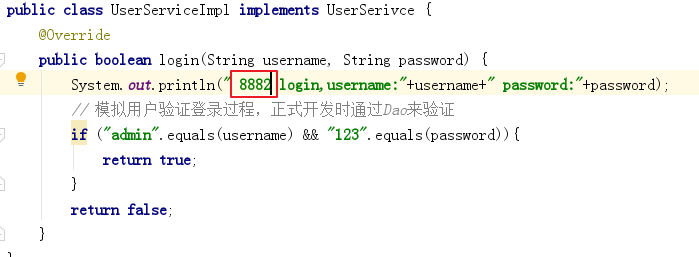 public class UserServiceImpl implements UserSerivce {
@Override
public boolean login(String username, String password) {
System.out.println(" 8882 login,username:"+username+" password:"+password);
// 模拟用户验证登录过程，正式开发时通过Dao来验证
if ("admin".equals(username) && "123".equals(password)){
return true;
}
return false;
}